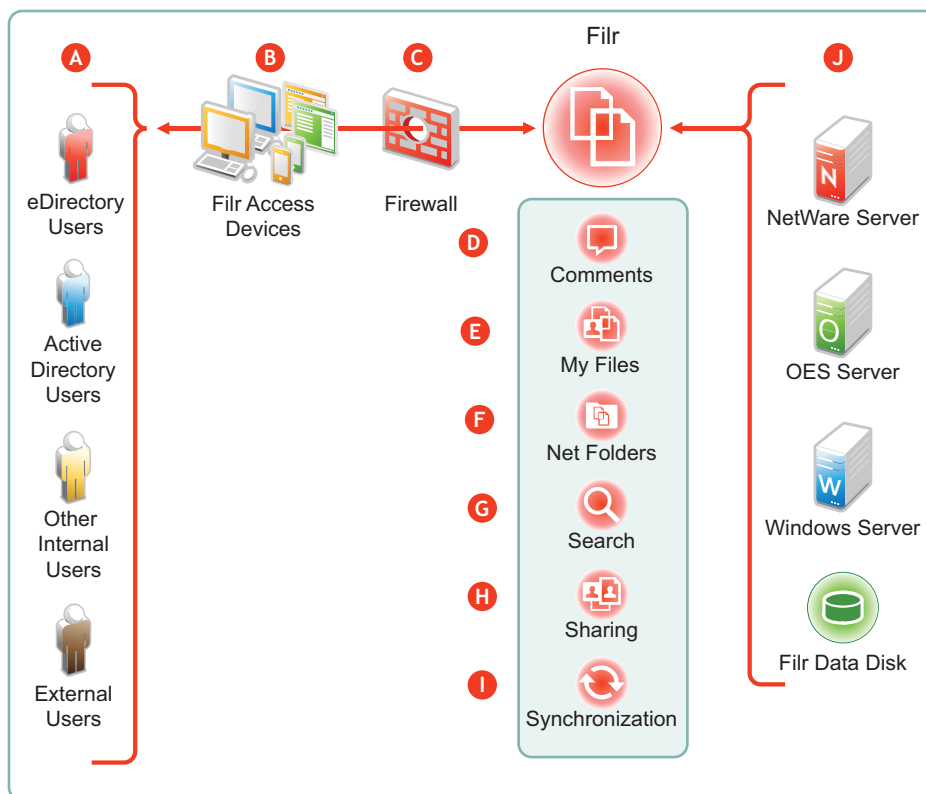 Filr
A
B
C
J
eDirectory
Users
Filr Access
Devices
Firewall
N
NetWare Server
D
Comments
Active
Directory
Users
E
My Files
O
OES Server
F
Net Folders
Other
Internal
Users
G
Search
W
Windows Server
H
Sharing
Filr Data Disk
External
Users
I
Synchronization